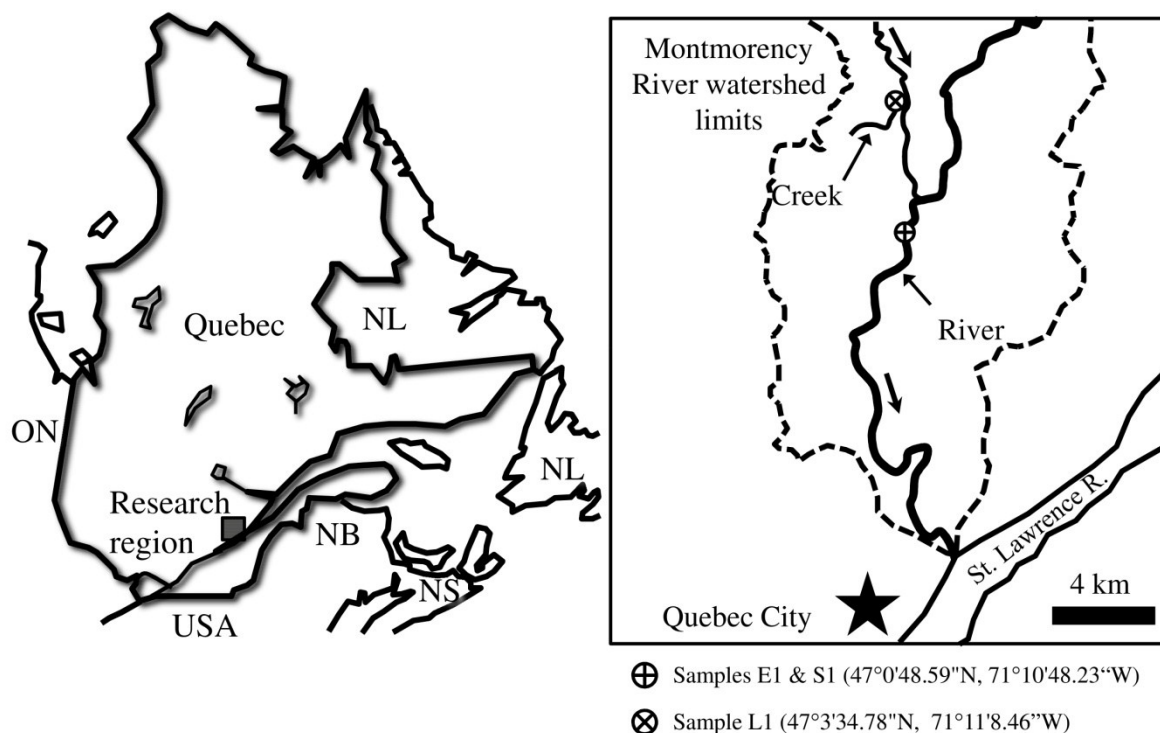 Quebec
NL
ON
NL
Research
region
NB
NS
USA
Montmorency
River watershed
limits
Creek
River
St. Lawrence R.
4 km
Quebec City
Samples E1 & S1 (47°0'48.59"N, 71°10'48.23“W)
Sample L1 (47°3'34.78"N, 71°11'8.46”W)